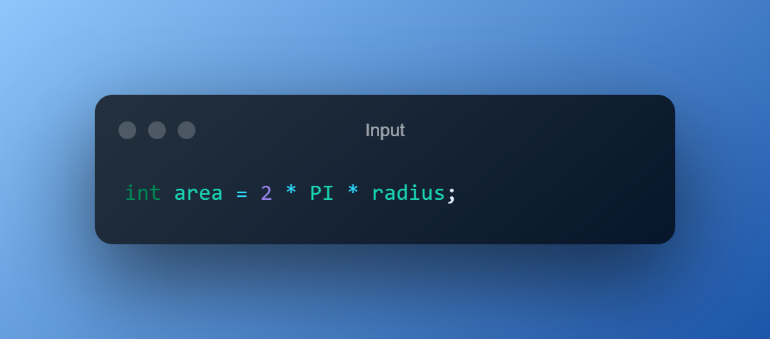 Input
int area = 2 * PI * radius;